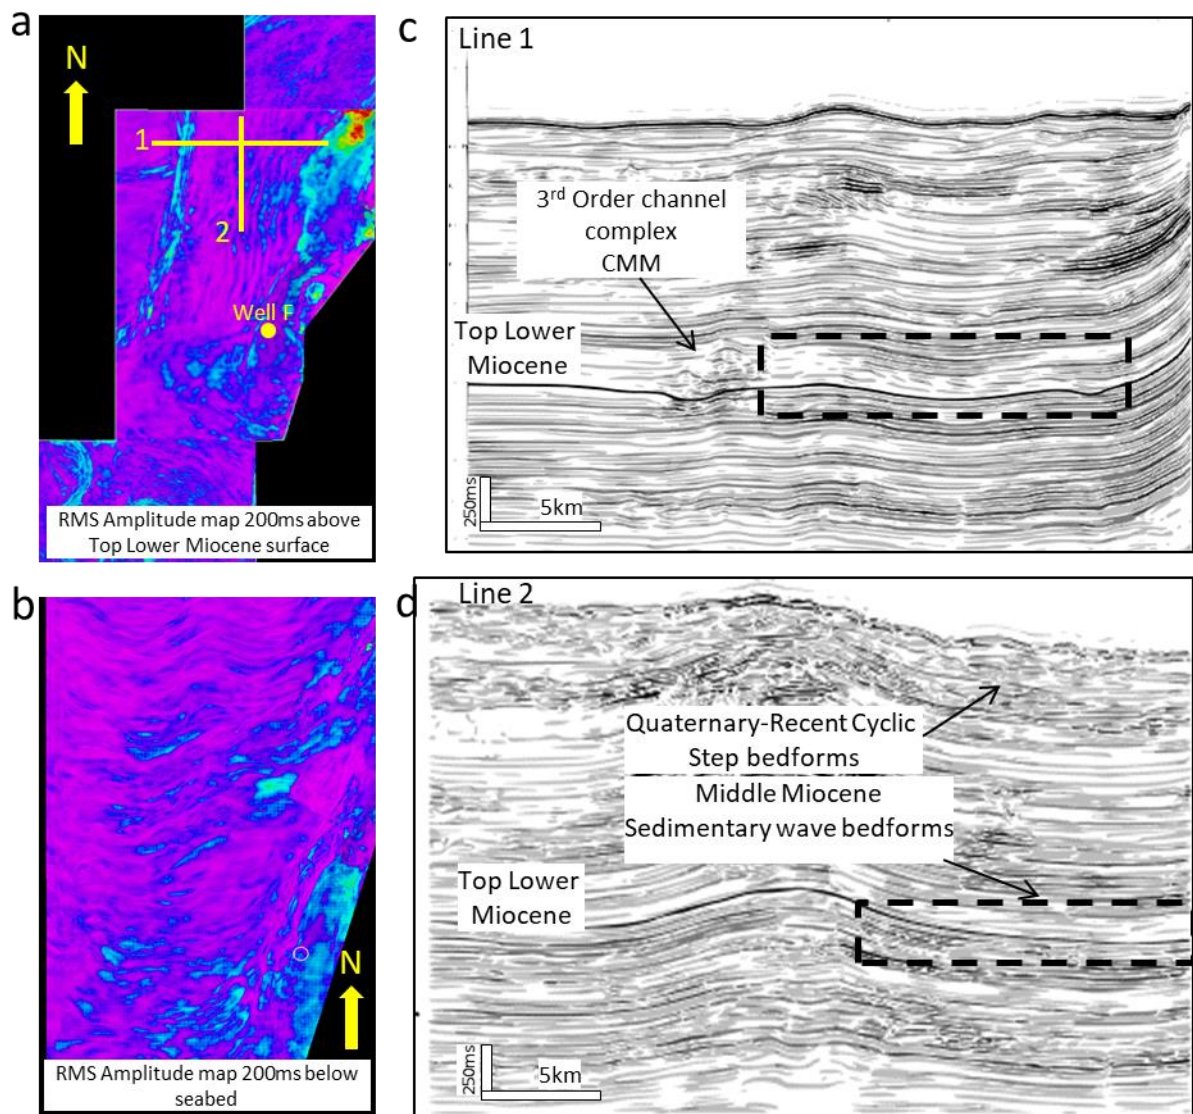 a
N
1
2
Well F
RMS Amplitude map 200ms above
Top Lower Miocene surface
b
N
RMS Amplitude map 200ms below
seabed
c
Line 1
3rd Order channel
complex
CMM
Top Lower
Miocene
250ms
5km
d
Line 2
Quaternary-Recent Cyclic
Step bedforms
Middle Miocene
Sedimentary wave bedforms
Top Lower
Miocene
250ms
5km